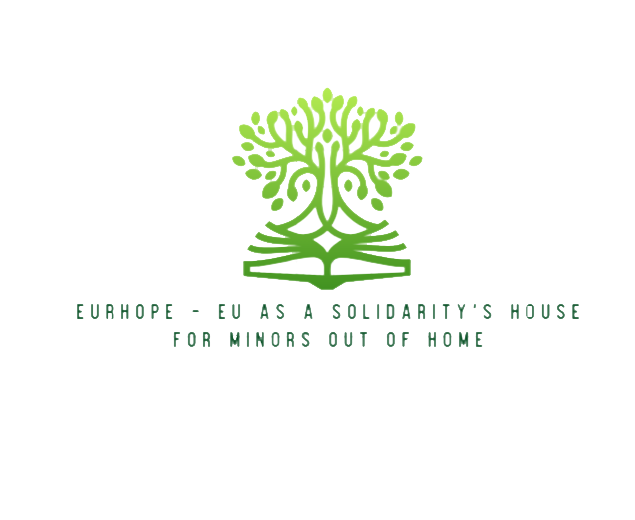 EURHOPE - EU AS A SOLIDARITY'S HOUSE
FOR MINORS OUT OF HOME